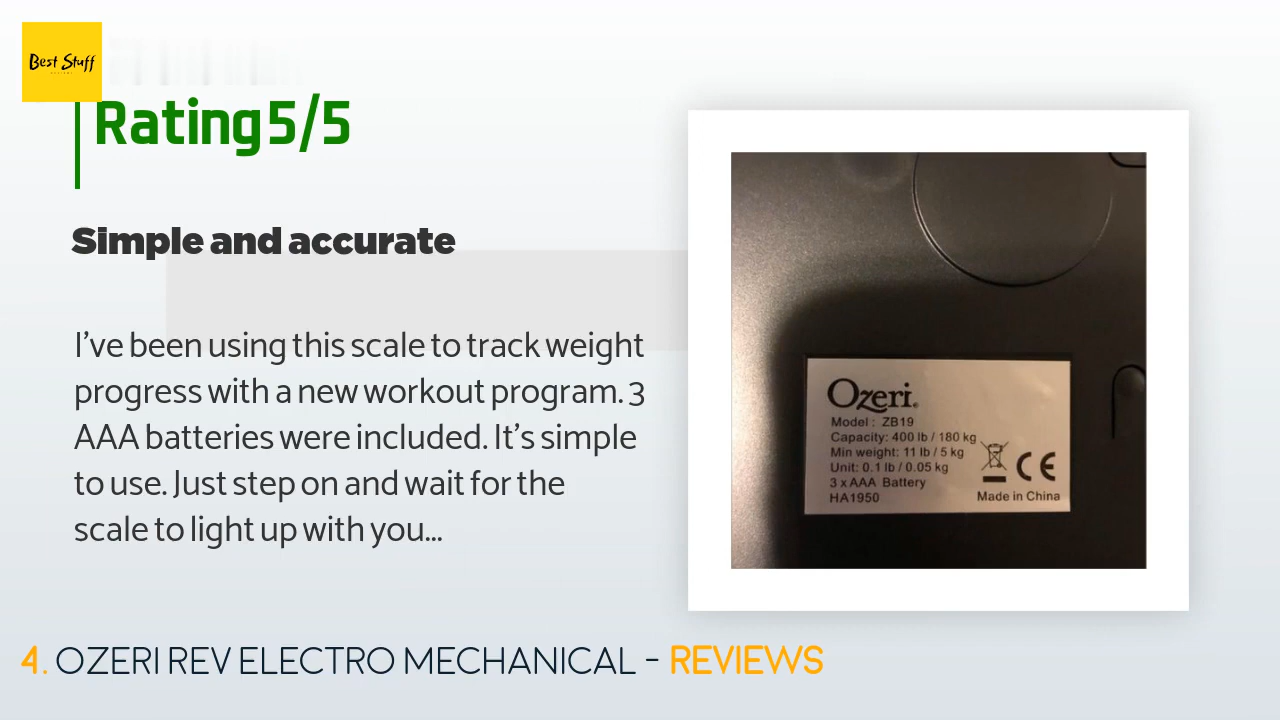 Best Stuff
Rating 5/5
Simple and accurate
I've been using this scale to track weight
progress with a new workout program. 3
AAA batteries were included. It's simple
to use. Just step on and wait for the
scale to light up with you...
Ozeri®
Model : ZB19
Capacity: 400 lb / 180 kg
Min weight: 11 lb / 5 kg
Unit: 0.1 lb / 0.05 kg
3 x AAA Battery
HA1950
CE
Made in China
4. OZERI REV ELECTRO MECHANICAL - REVIEWS